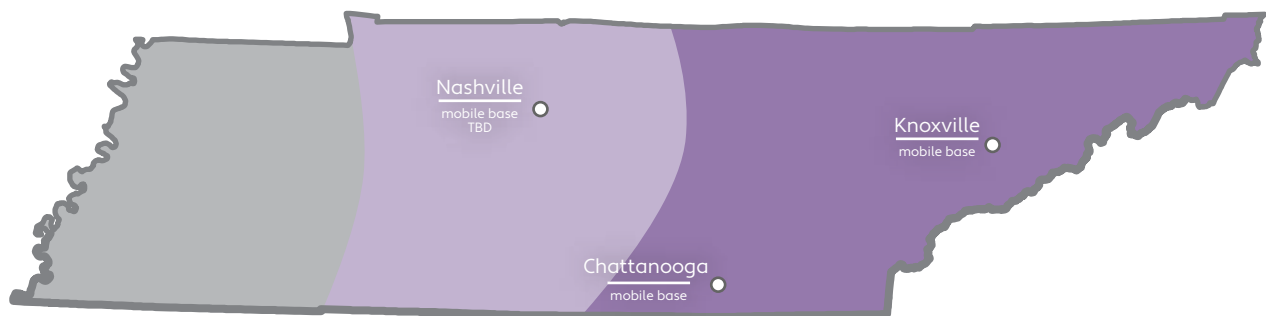 Nashville
mobile base
TBD
Knoxville
mobile base
Chattanooga
mobile base